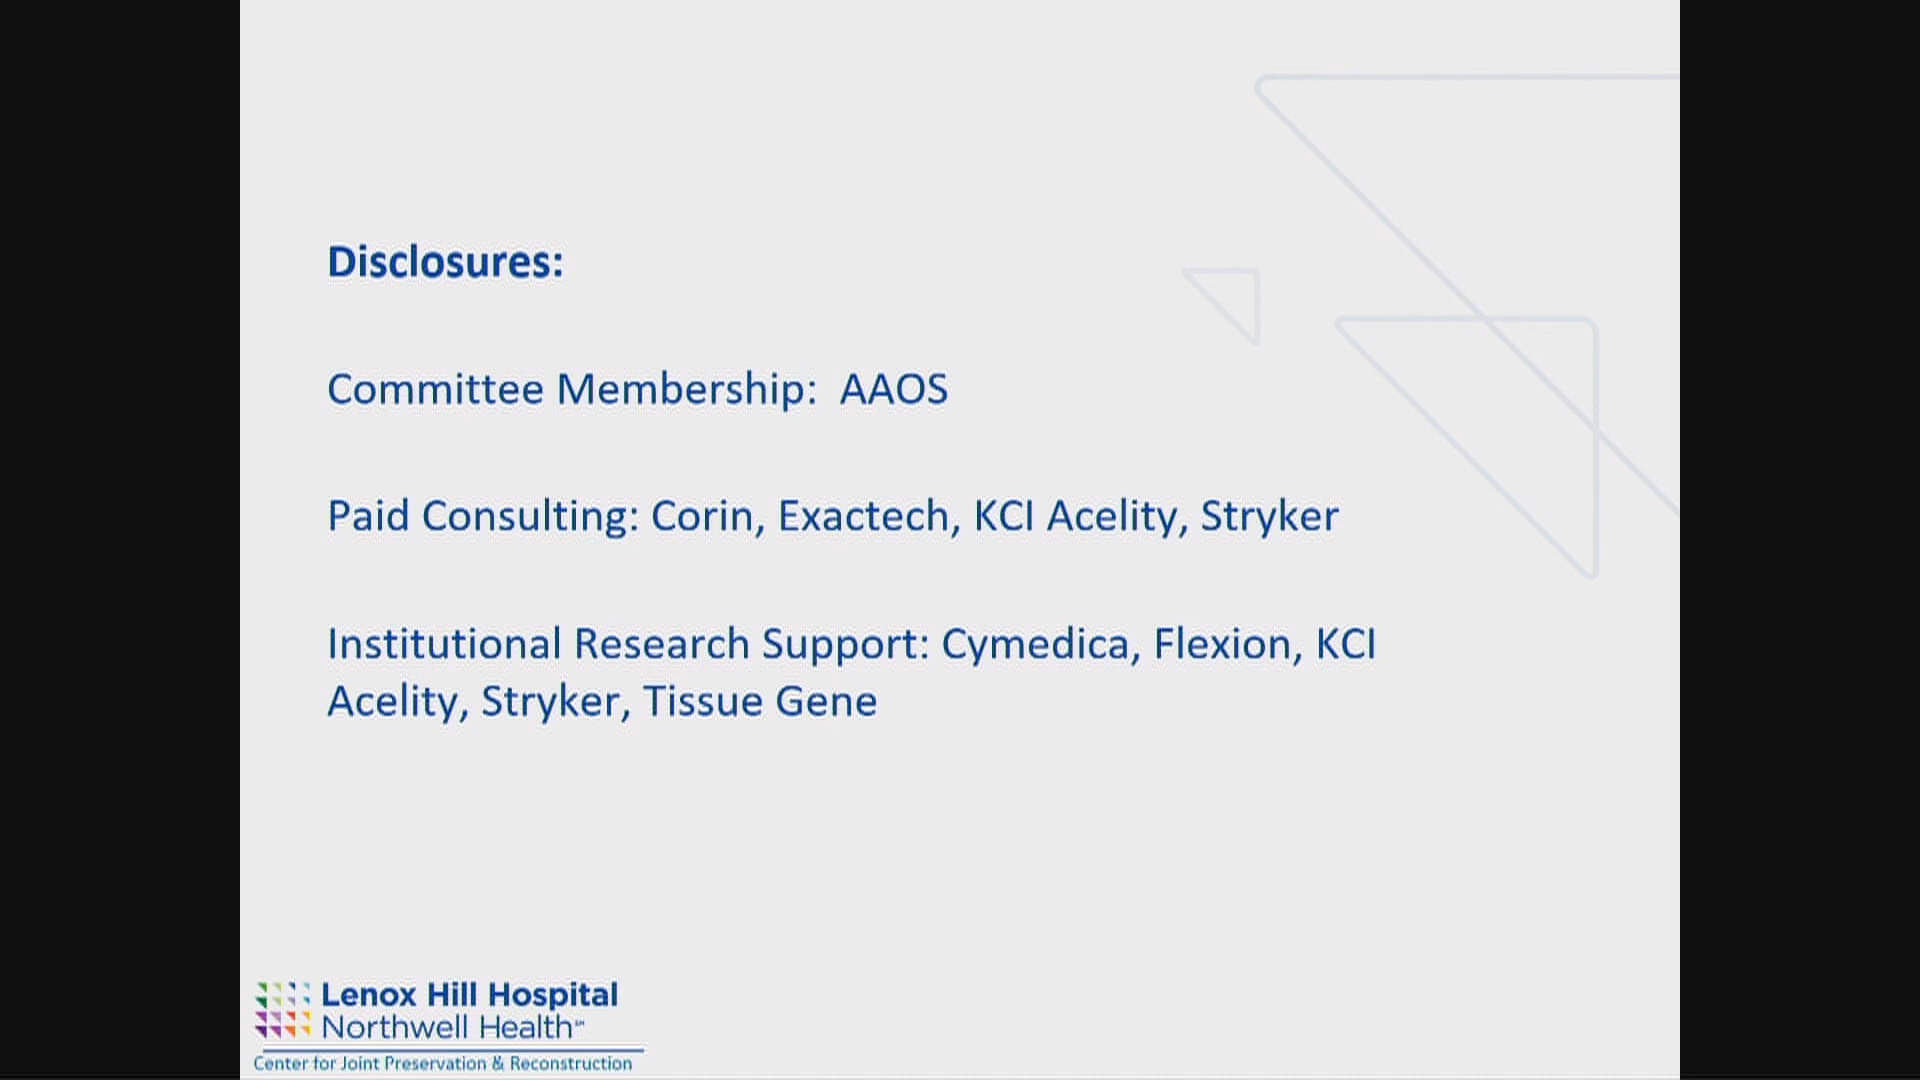 Disclosures:
Committee Membership:  AAOS
Paid Consulting: Corin, Exactech, KCI Acelity, Stryker
Institutional Research Support: Cymedica, Flexion, KCI
Acelity, Stryker, Tissue Gene
Lenox Hill Hospital
Northwell Health℠
Center for Joint Preservation & Reconstruction